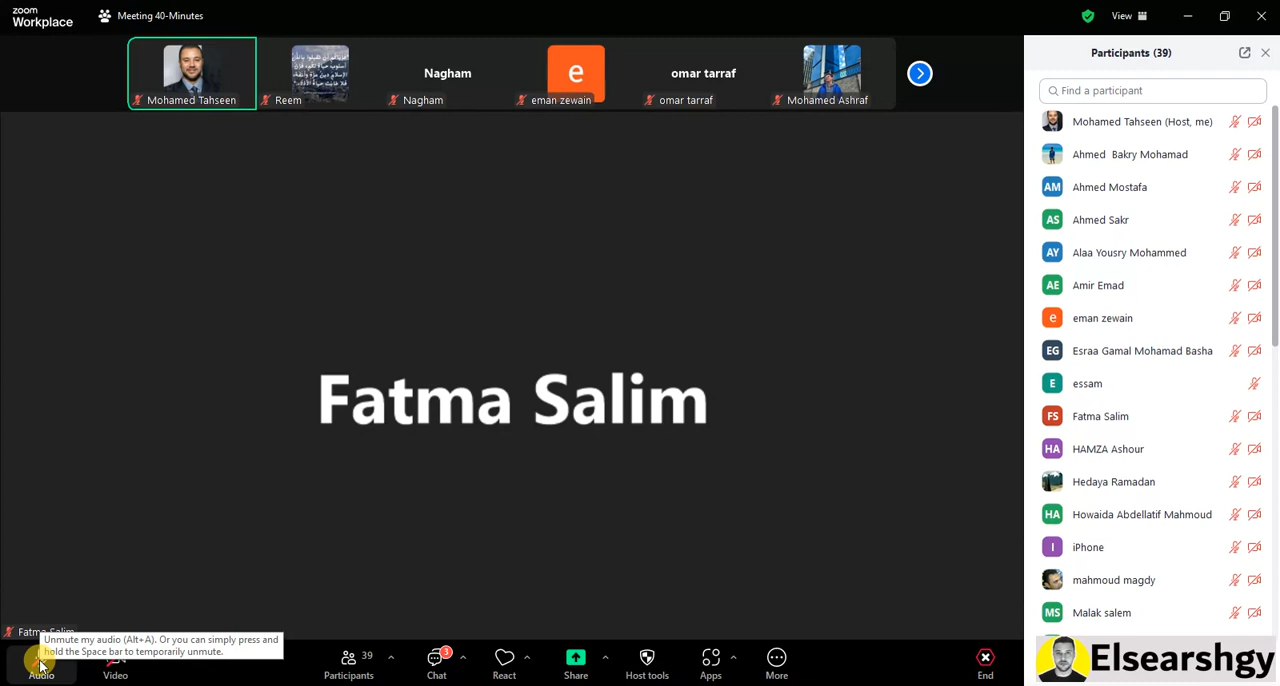 zoom
Workplace
Meeting 40-Minutes
View
Mohamed Tahseen
Reem
Nagham
Nagham
e
eman zewain
omar tarraf
omar tarraf
Mohamed Ashraf
Participants (39)
Find a participant
Mohamed Tahseen (Host, me)
Ahmed Bakry Mohamad
AM Ahmed Mostafa
AS Ahmed Sakr
AY Alaa Yousry Mohammed
AE Amir Emad
e eman zewain
EG Esraa Gamal Mohamad Basha
E essam
FS Fatma Salim
HA HAMZA Ashour
Hedaya Ramadan
HA Howaida Abdellatif Mahmoud
I iPhone
mahmoud magdy
MS Malak salem
Fatma Salim
Fatma Salim
Unmute my audio (Alt+A). Or you can simply press and
hold the Space bar to temporarily unmute.
Audio
Video
39
Participants
3
Chat
React
Share
Host tools
Apps
More
End
Elsearshgy